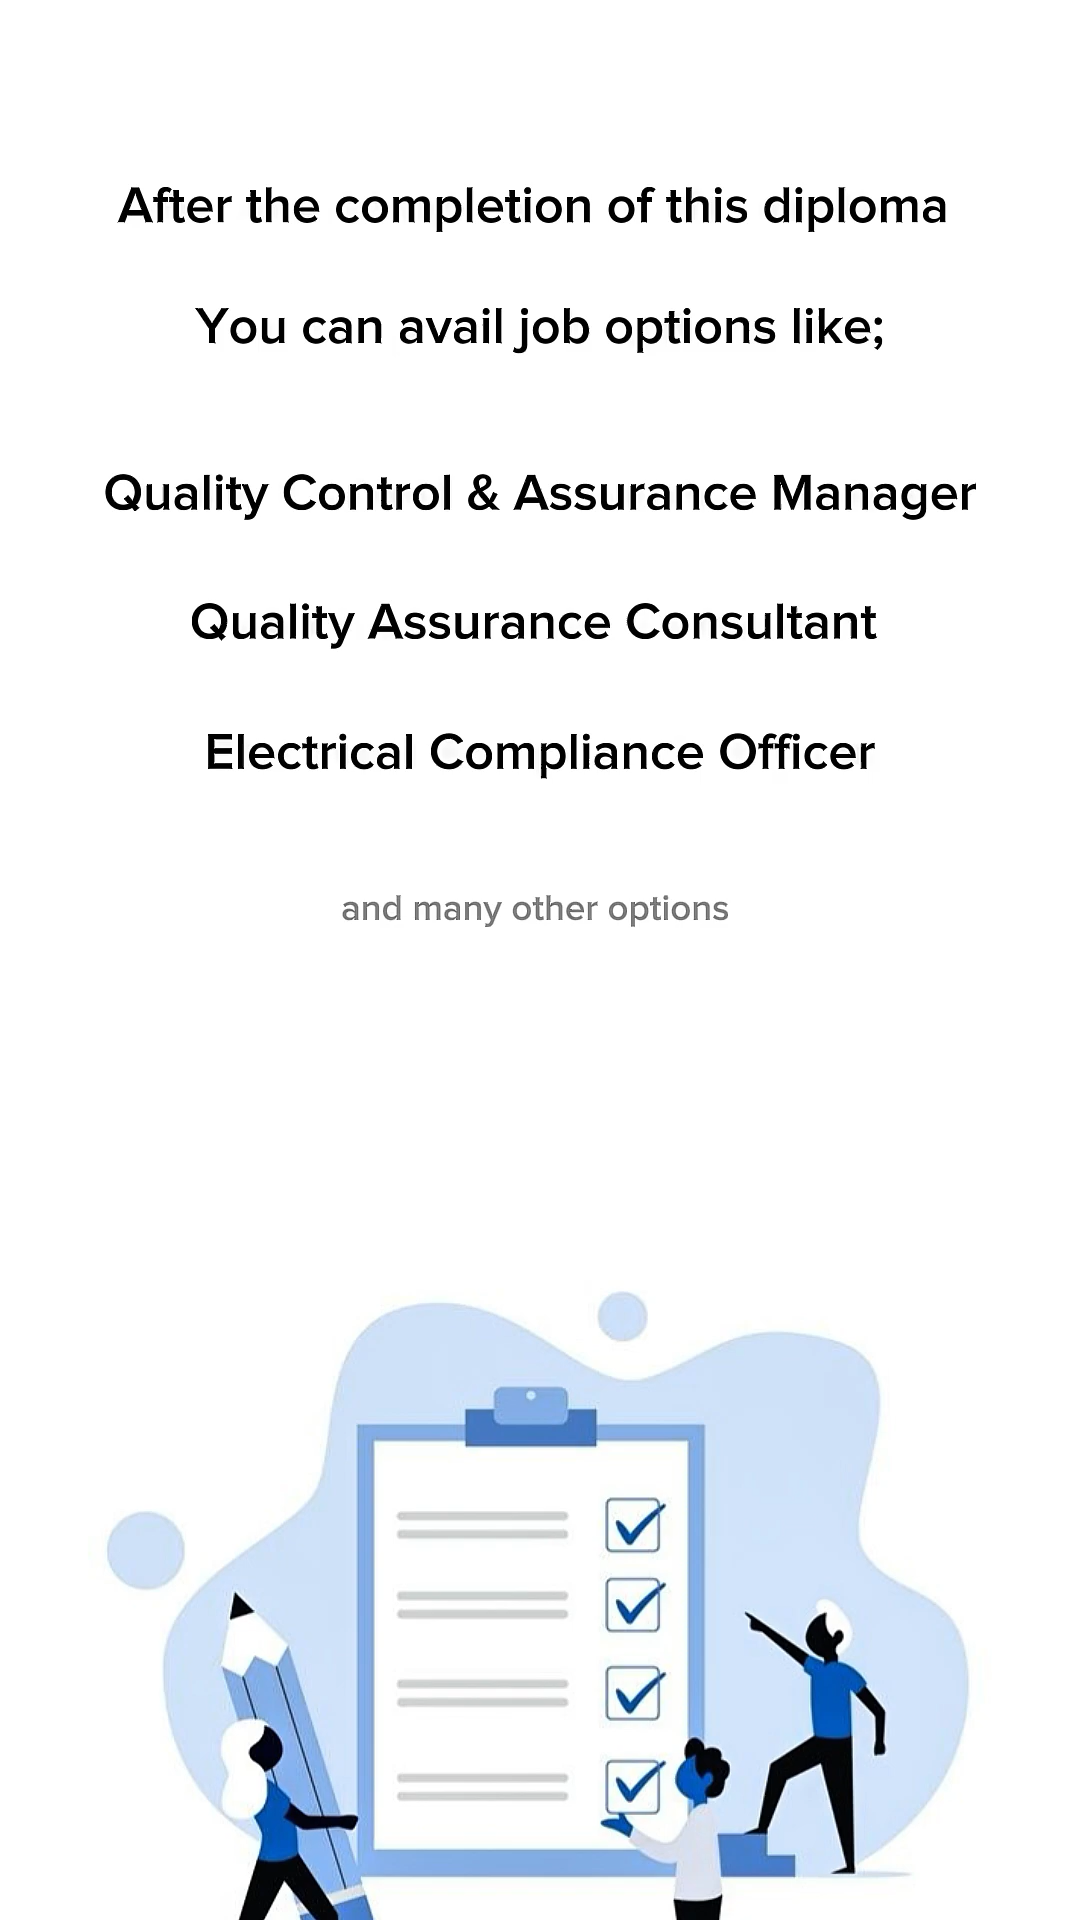 After the completion of this diploma
You can avail job options like;
Quality Control & Assurance Manager
Quality Assurance Consultant
Electrical Compliance Officer
and many other options